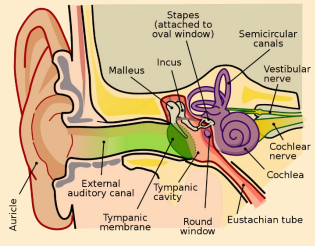 Stapes
(attached to
oval window)
Semicircular
canals
Incus
Malleus
Vestibular
nerve
Cochlear
nerve
Cochlea
External
auditory canal
Tympanic
cavity
Tympanic
membrane
Round
window
Eustachian tube
Auricle